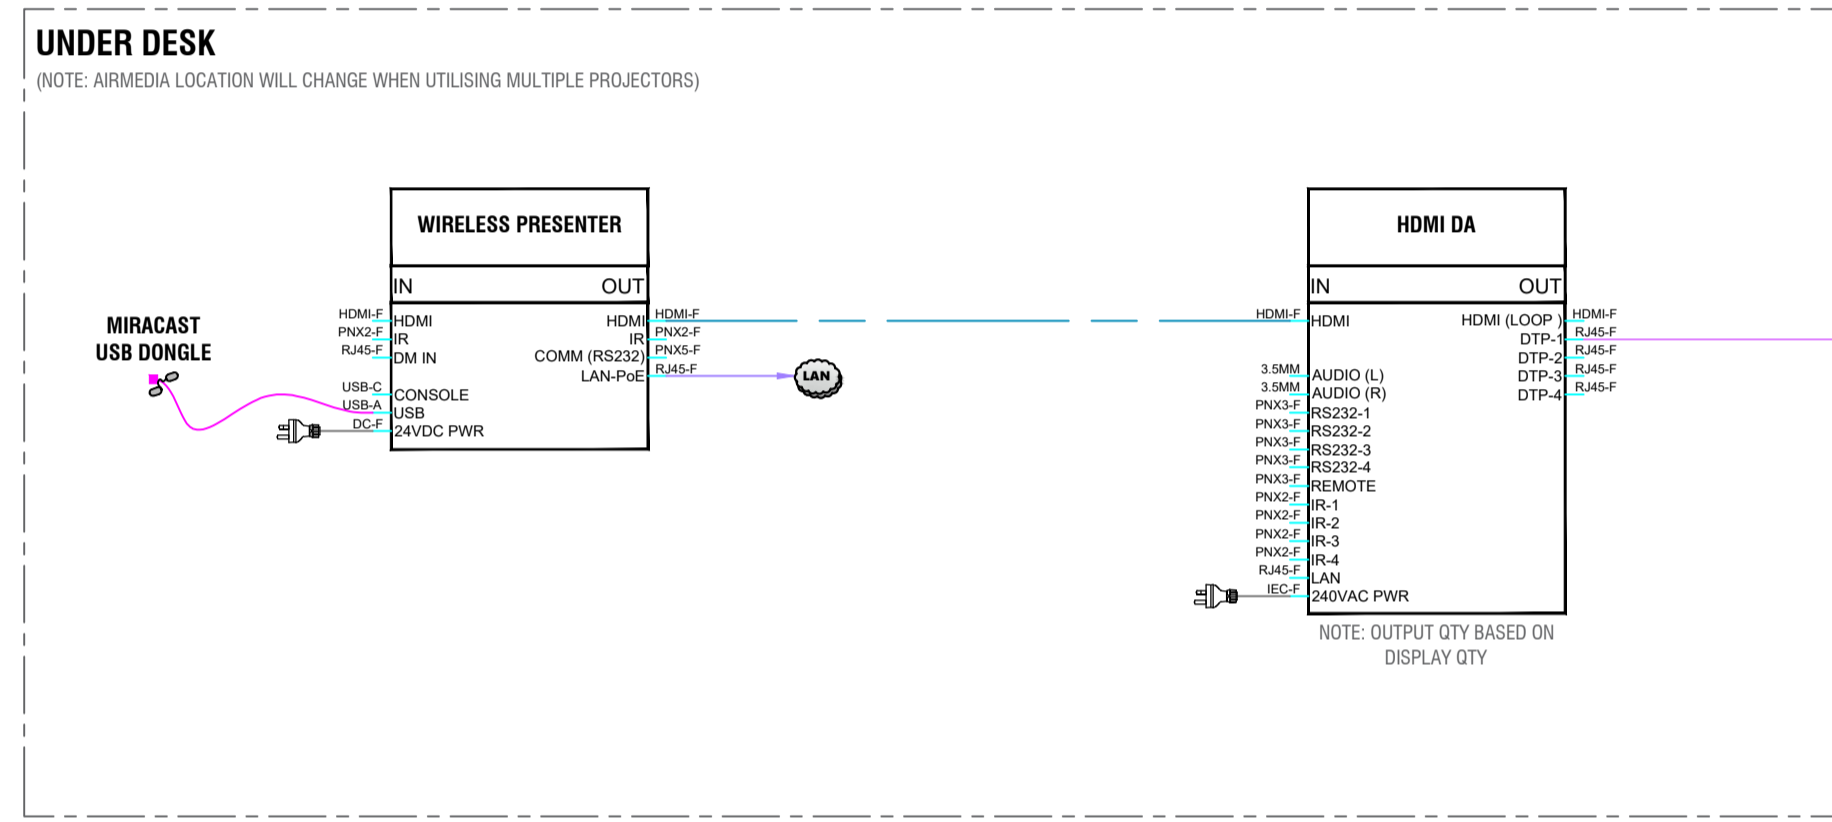 UNDER DESK
(NOTE: AIRMEDIA LOCATION WILL CHANGE WHEN UTILISING MULTIPLE PROJECTORS)
MIRACAST
USB DONGLE
WIRELESS PRESENTER
IN OUT
HDMI-F HDMI HDMI HDMI-F
PNX2-F IR IR PNX2-F
RJ45-F DM IN COMM (RS232) PNX5-F
LAN-PoE RJ45-F
LAN
USB-C CONSOLE
USB-A USB
DC-F 24VDC PWR
HDMI DA
IN OUT
HDMI-F HDMI HDMI (LOOP ) HDMI-F
DTP-1 RJ45-F
DTP-2 RJ45-F
3.5MM AUDIO (L) DTP-3 RJ45-F
3.5MM AUDIO (R) DTP-4 RJ45-F
PNX3-F RS232-1
PNX3-F RS232-2
PNX3-F RS232-3
PNX3-F RS232-4
PNX3-F REMOTE
PNX2-F IR-1
PNX2-F IR-2
PNX2-F IR-3
PNX2-F IR-4
RJ45-F LAN
IEC-F 240VAC PWR
NOTE: OUTPUT QTY BASED ON
DISPLAY QTY